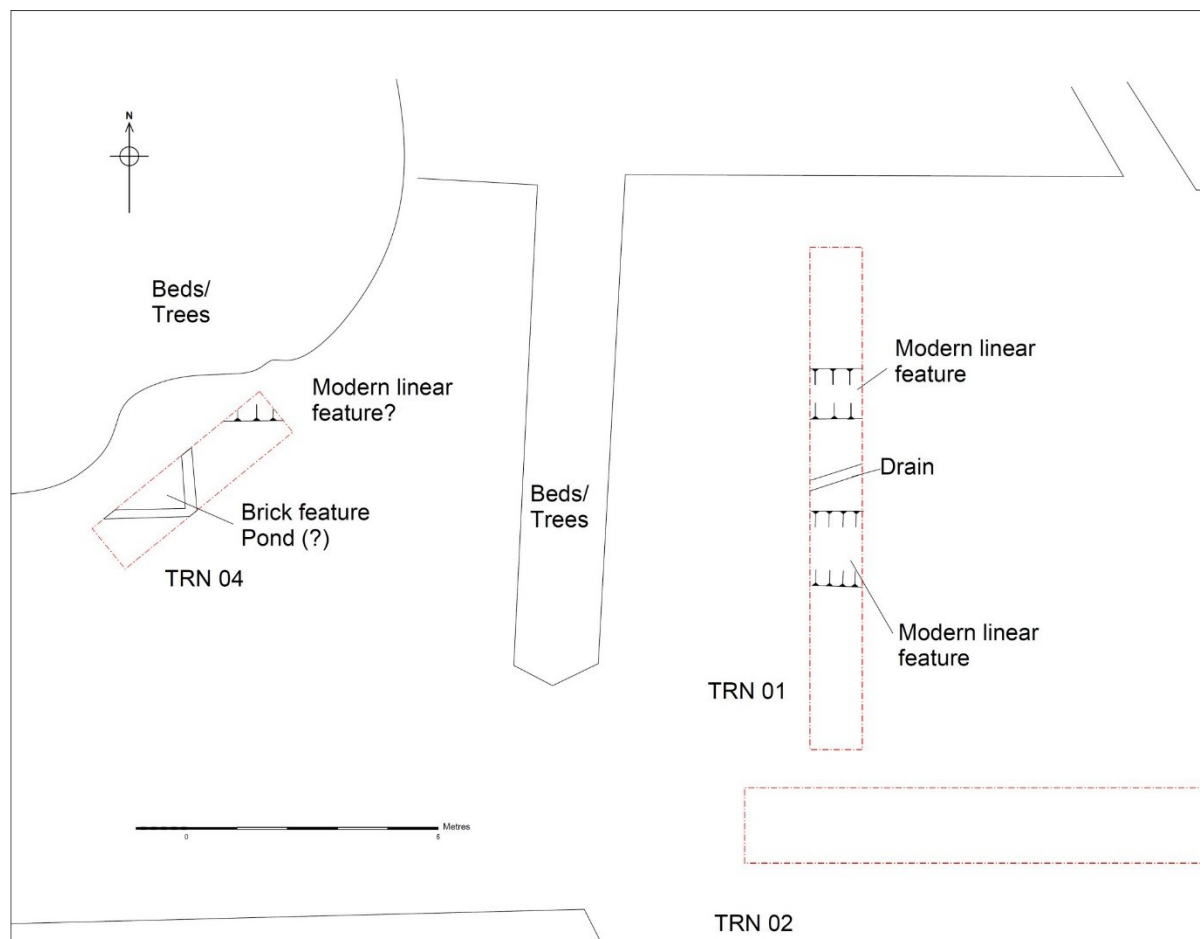 N
Beds/
Trees
Modern linear
feature?
Brick feature
Pond (?)
TRN 04
Beds/
Trees
Modern linear
feature
Drain
Modern linear
feature
TRN 01
Metres
0
5
TRN 02